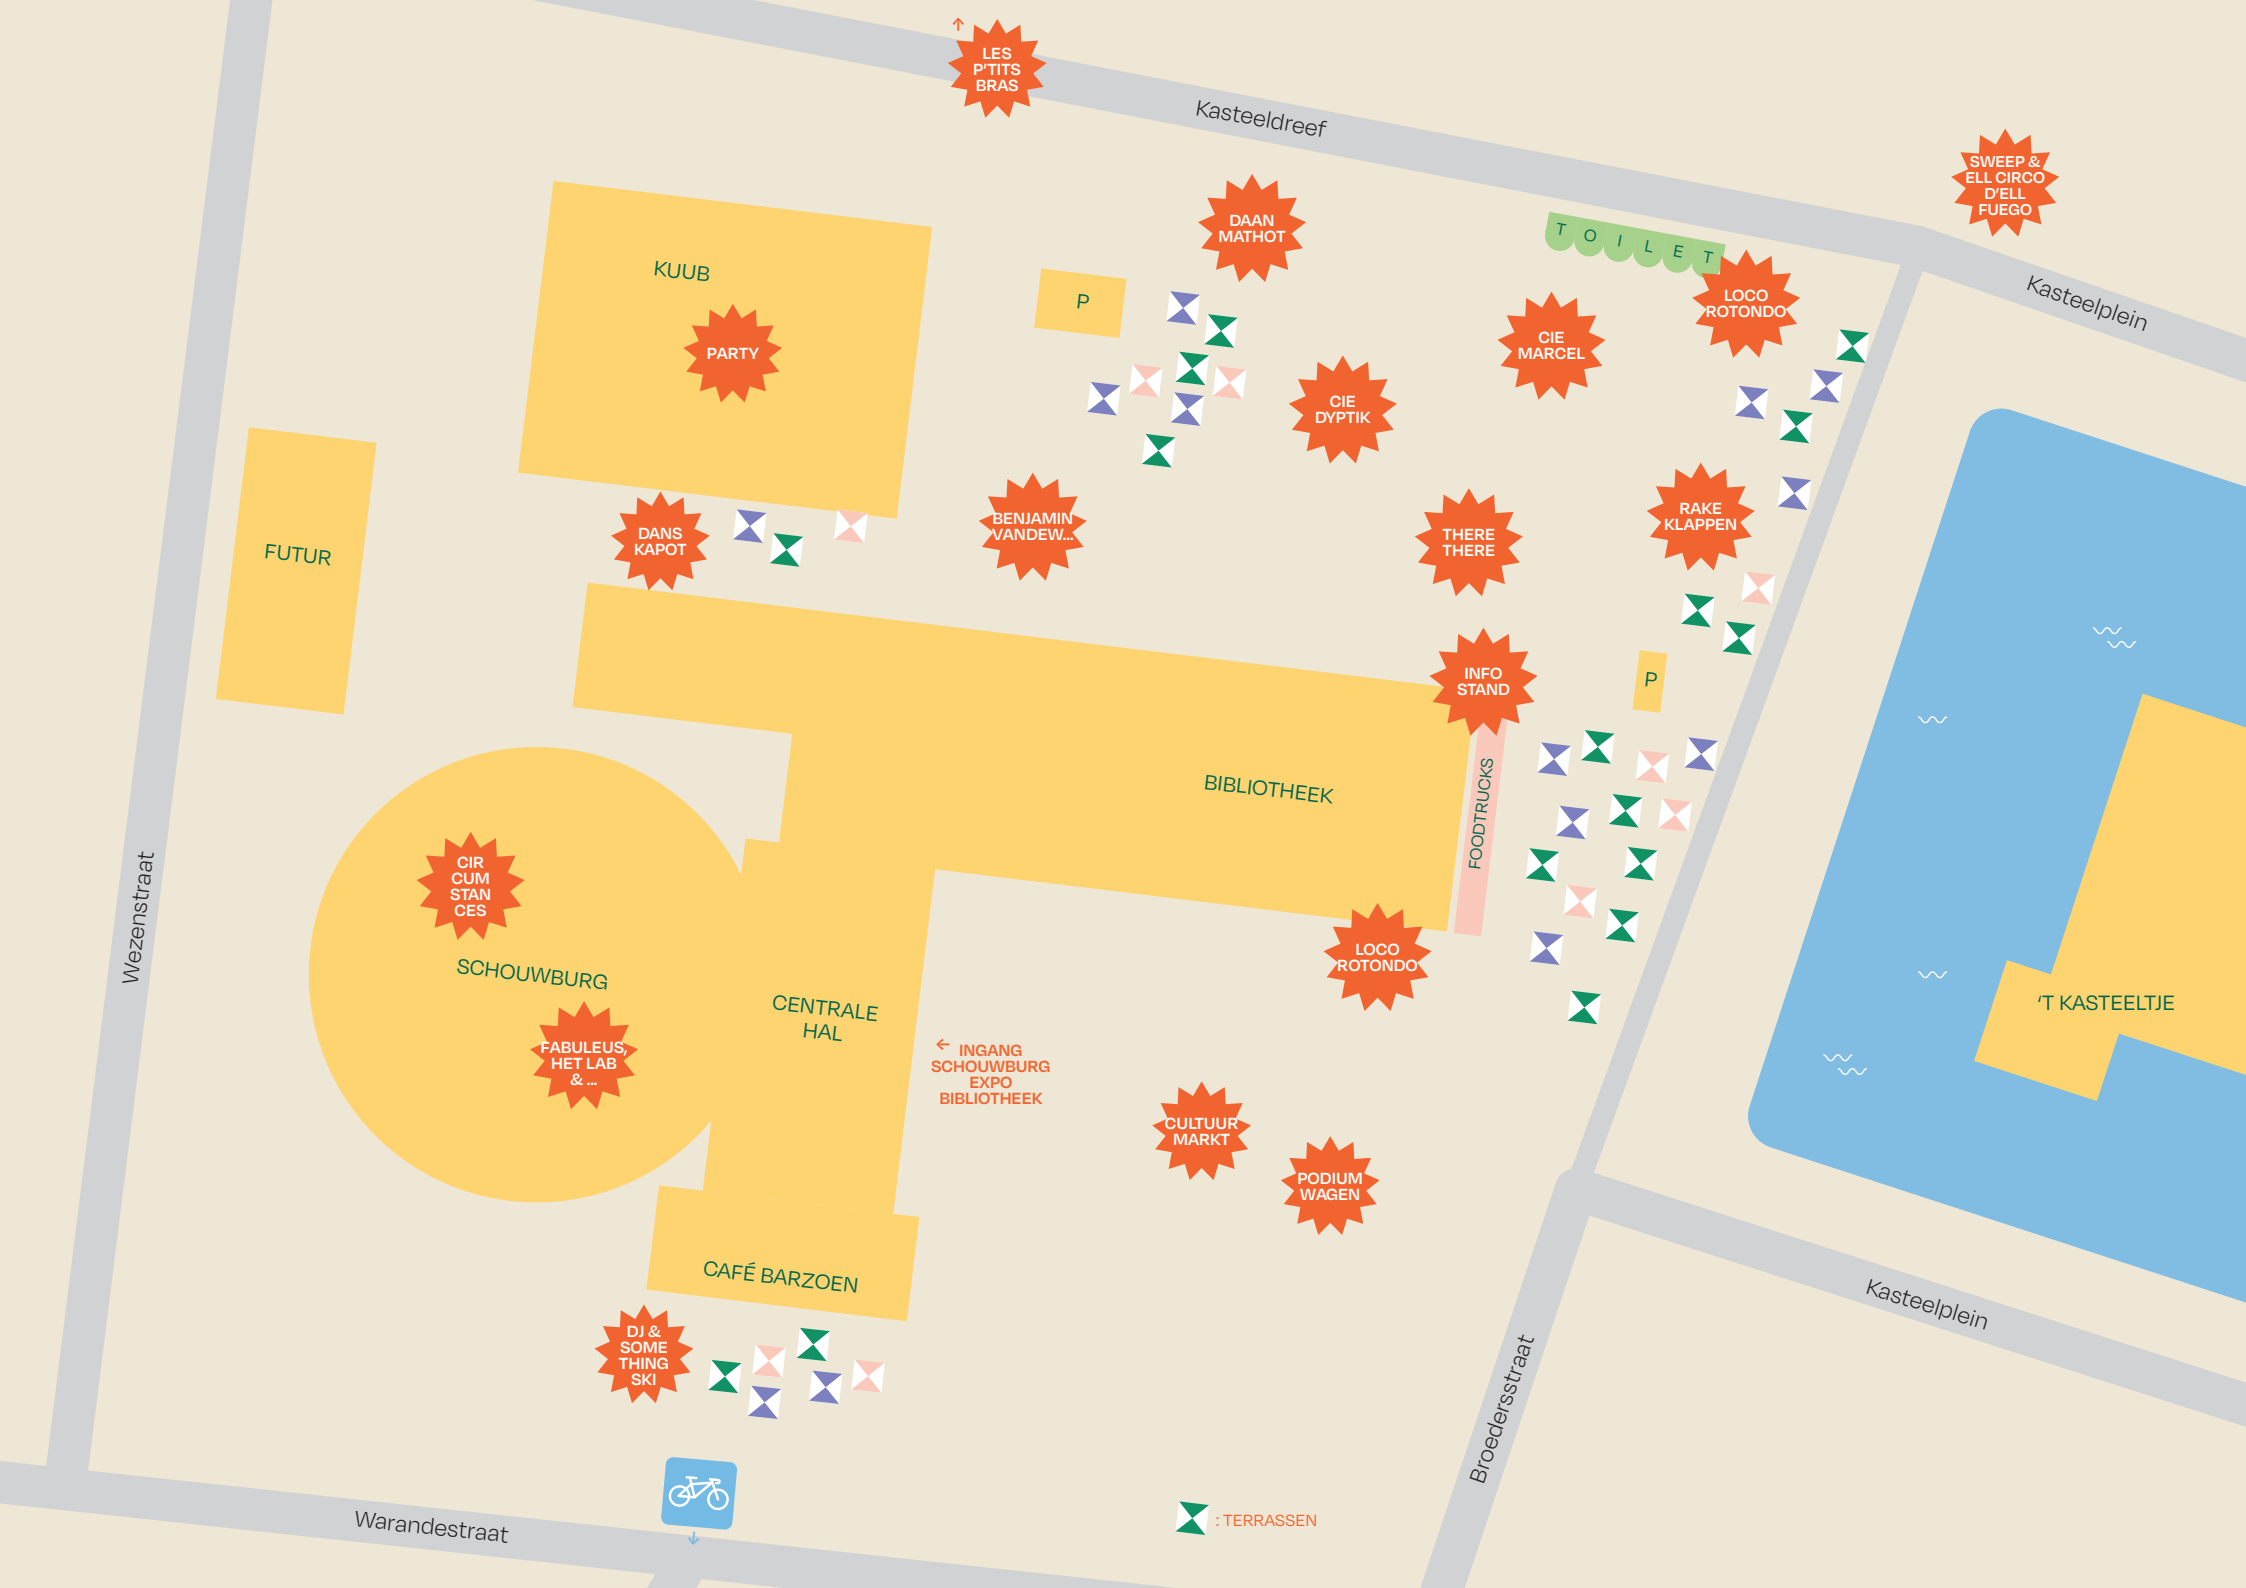 LES
P'TITS
BRAS
Kasteeldreef
SWEEP &
ELL CIRCO
D'ELL
FUEGO
DAAN
MATHOT
TOILET
KUUB
P
LOCO
ROTONDO
Kasteelplein
PARTY
CIE
MARCEL
CIE
DYPTIK
FUTUR
DANS
KAPOT
BENJAMIN
VANDEW...
THERE
THERE
RAKE
KLAPPEN
INFO
STAND
P
BIBLIOTHEEK
FOODTRUCKS
CIR
CUM
STAN
CES
Wezenstraat
SCHOUWBURG
LOCO
ROTONDO
CENTRALE
HAL
'T KASTEELTJE
FABULEUS,
HET LAB
& ...
← INGANG
SCHOUWBURG
EXPO
BIBLIOTHEEK
CULTUUR
MARKT
PODIUM
WAGEN
CAFÉ BARZOEN
Kasteelplein
DJ &
SOME
THING
SKI
Broedersstraat
Warandestraat
: TERRASSEN